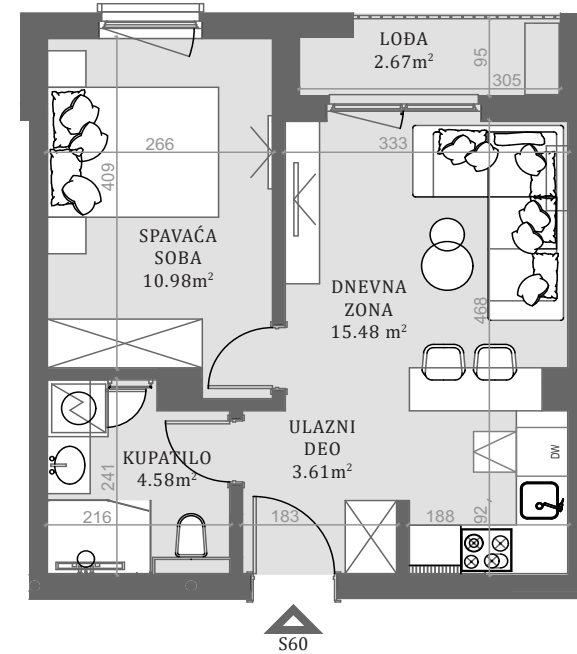 LOĐA
2.67m²
95
305
266
333
409
SPAVAĆA
SOBA
10.98m²
DNEVNA
ZONA
15.48 m²
468
ULAZNI
DEO
3.61m²
KUPATILO
4.58m²
241
DW
216
183
188
92
S60